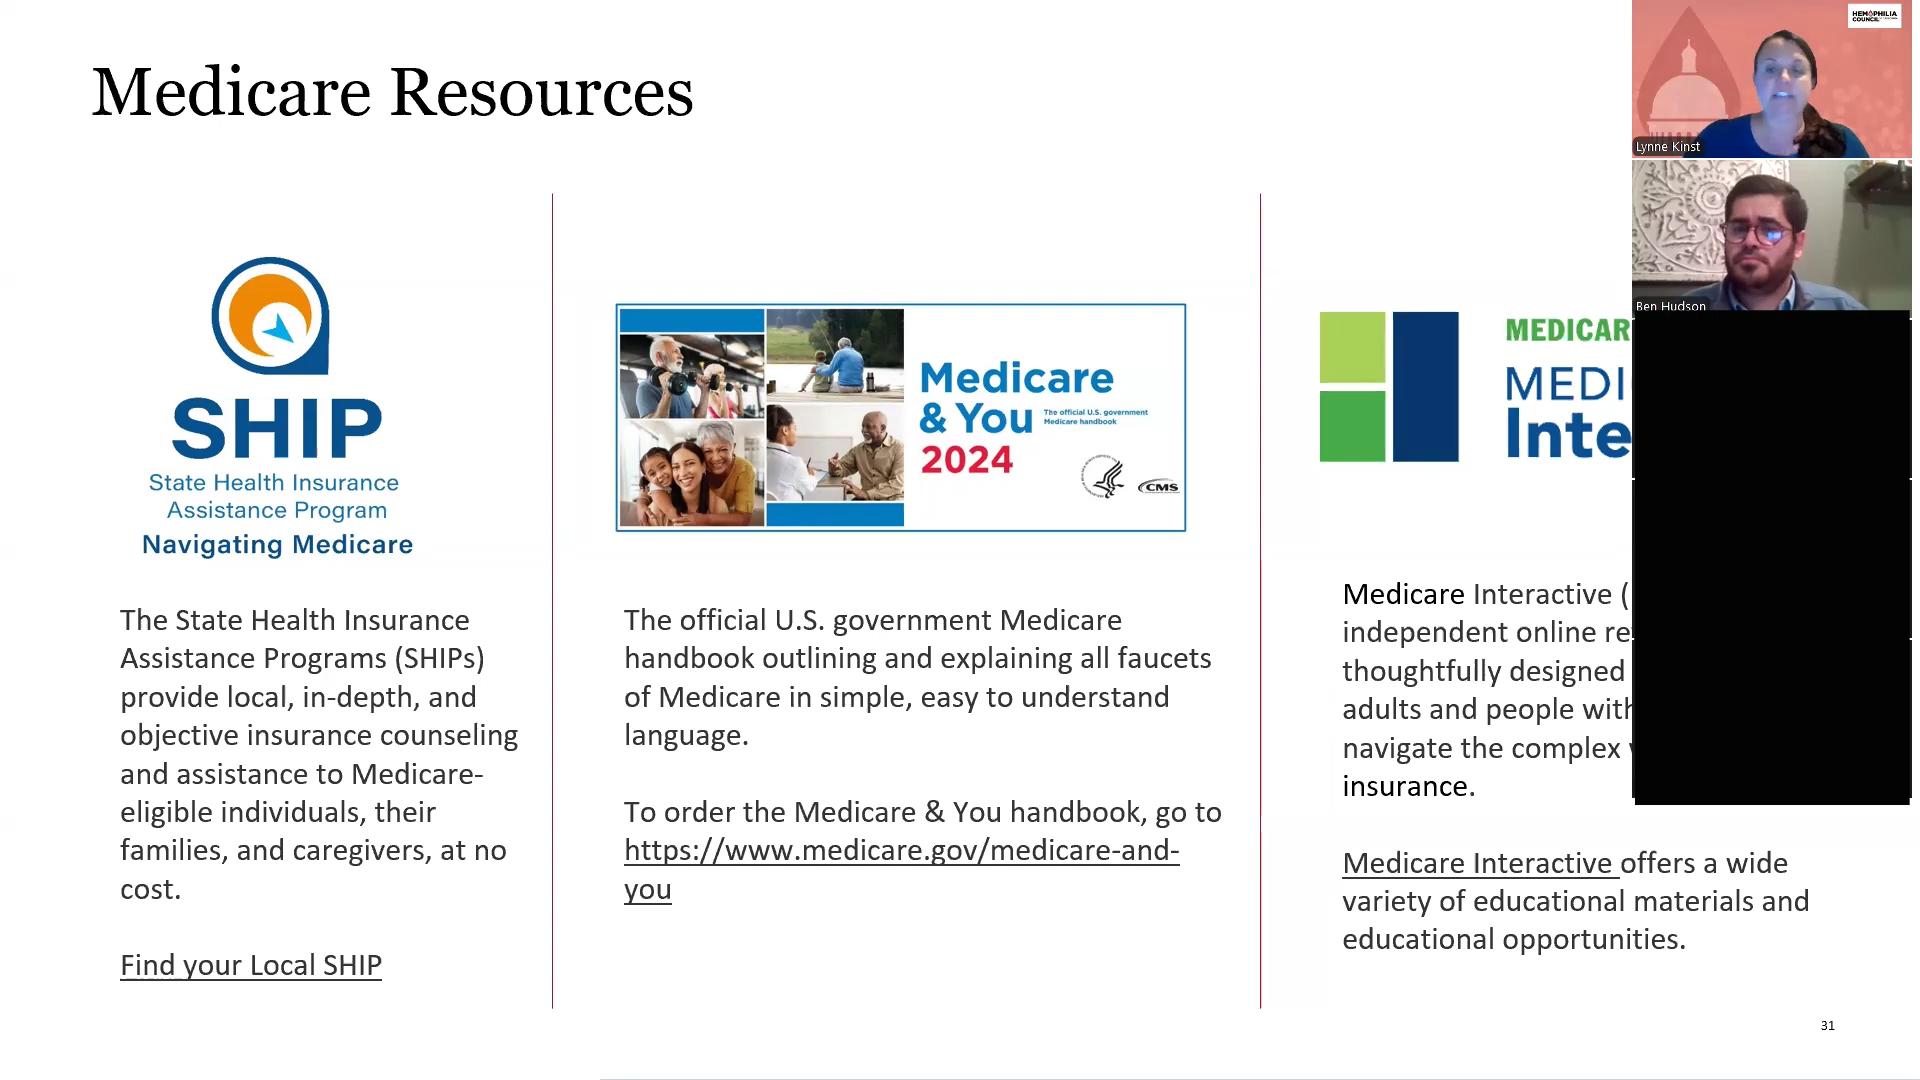 Medicare Resources
SHIP
State Health Insurance
Assistance Program
Navigating Medicare
The State Health Insurance
Assistance Programs (SHIPs)
provide local, in-depth, and
objective insurance counseling
and assistance to Medicare-
eligible individuals, their
families, and caregivers, at no
cost.
Find your Local SHIP
Medicare
& You
The official U.S. government
Medicare handbook
2024
CMS
The official U.S. government Medicare
handbook outlining and explaining all faucets
of Medicare in simple, easy to understand
language.
To order the Medicare & You handbook, go to
https://www.medicare.gov/medicare-and-
you
MEDICAR
MEDI
Inte
Medicare Interactive (
independent online re
thoughtfully designed
adults and people with
navigate the complex
insurance.
Medicare Interactive offers a wide
variety of educational materials and
educational opportunities.
31
HEMOPHILIA
COUNCIL
Lynne Kinst
Ben Hudson